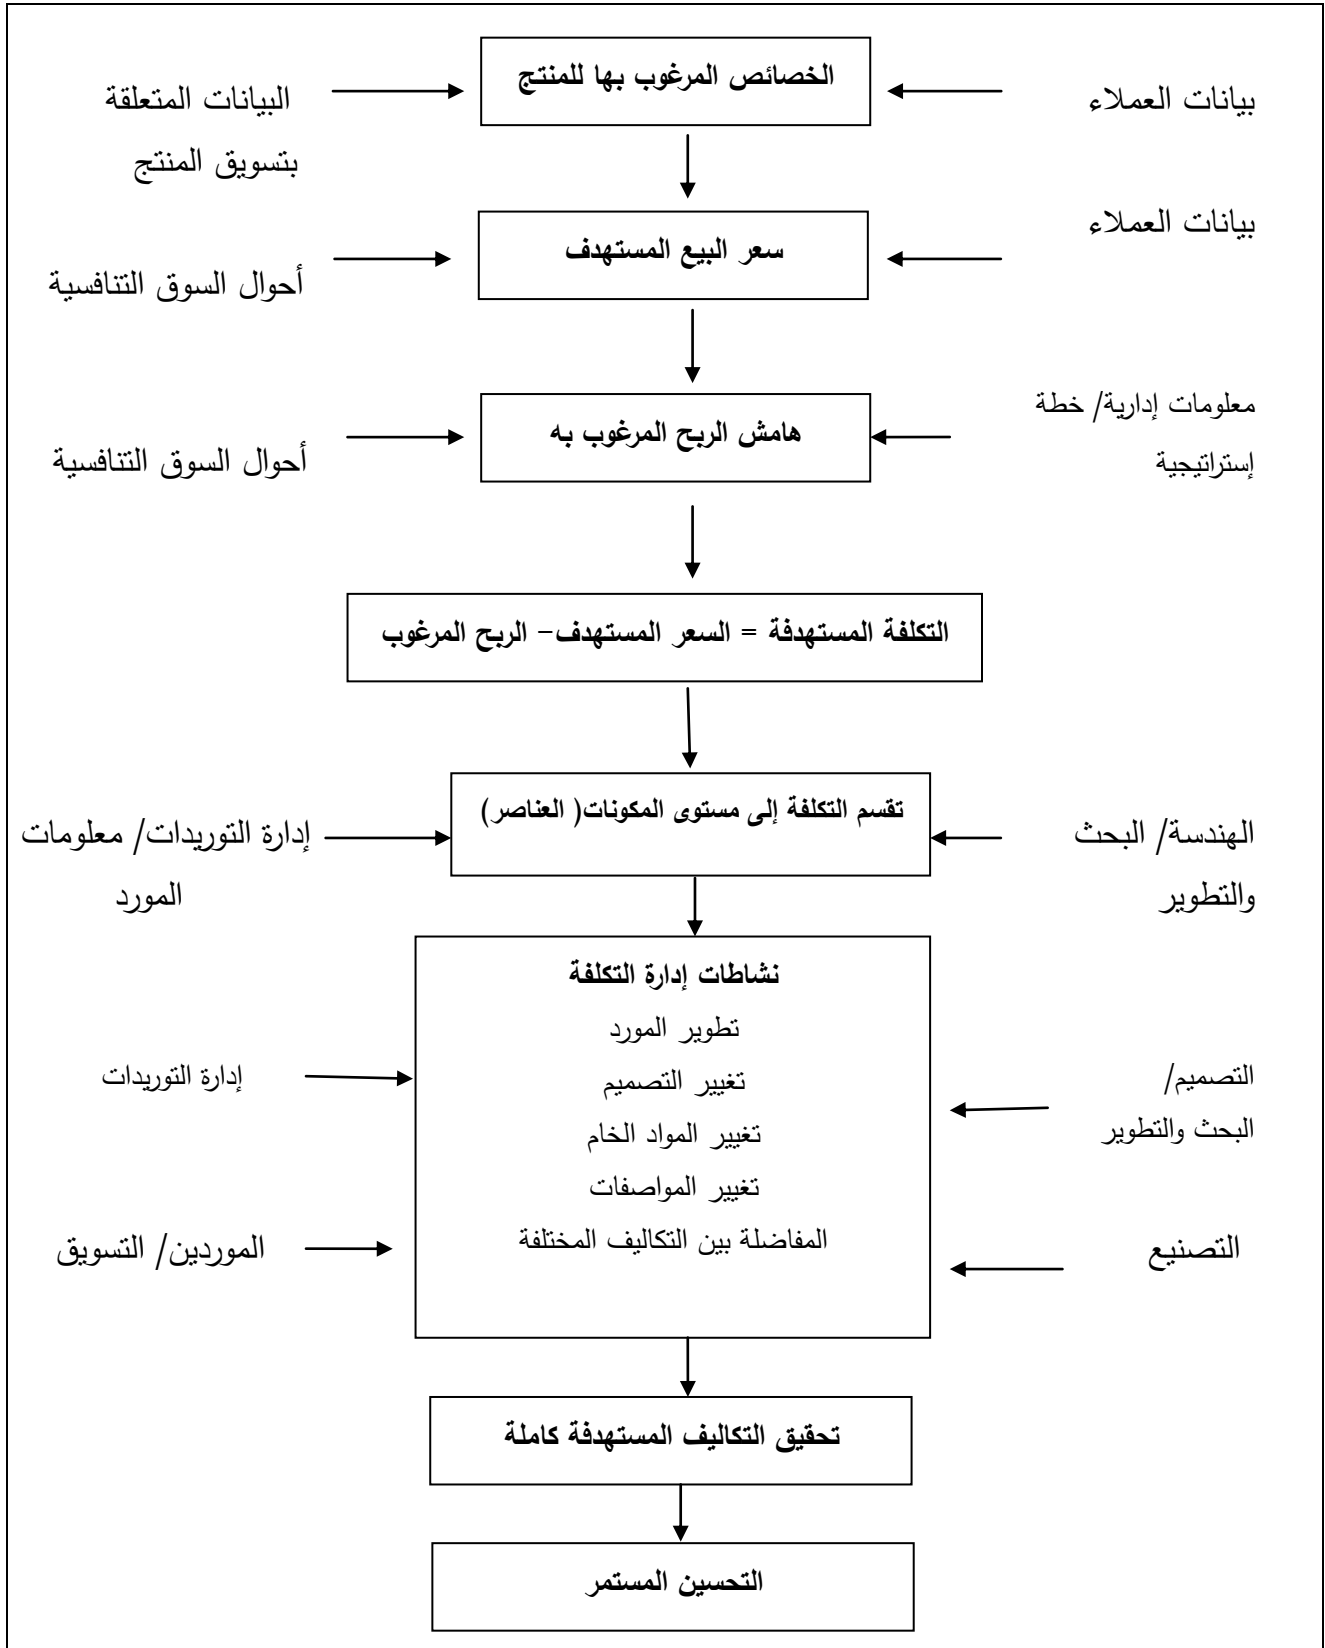 الخصائص المرغوب بها للمنتج
بيانات العملاء
البيانات المتعلقة
بتسويق المنتج
بيانات العملاء
سعر البيع المستهدف
أحوال السوق التنافسية
معلومات إدارية/ خطة
إستراتيجية
هامش الربح المرغوب به
أحوال السوق التنافسية
التكلفة المستهدفة = السعر المستهدف– الربح المرغوب
تقسم التكلفة إلى مستوى المكونات( العناصر)
الهندسة/ البحث
والتطوير
إدارة التوريدات/ معلومات
المورد
نشاطات إدارة التكلفة
تطوير المورد
تغيير التصميم
تغيير المواد الخام
تغيير المواصفات
المفاضلة بين التكاليف المختلفة
التصميم/
البحث والتطوير
إدارة التوريدات
التصنيع
الموردين/ التسويق
تحقيق التكاليف المستهدفة كاملة
التحسين المستمر